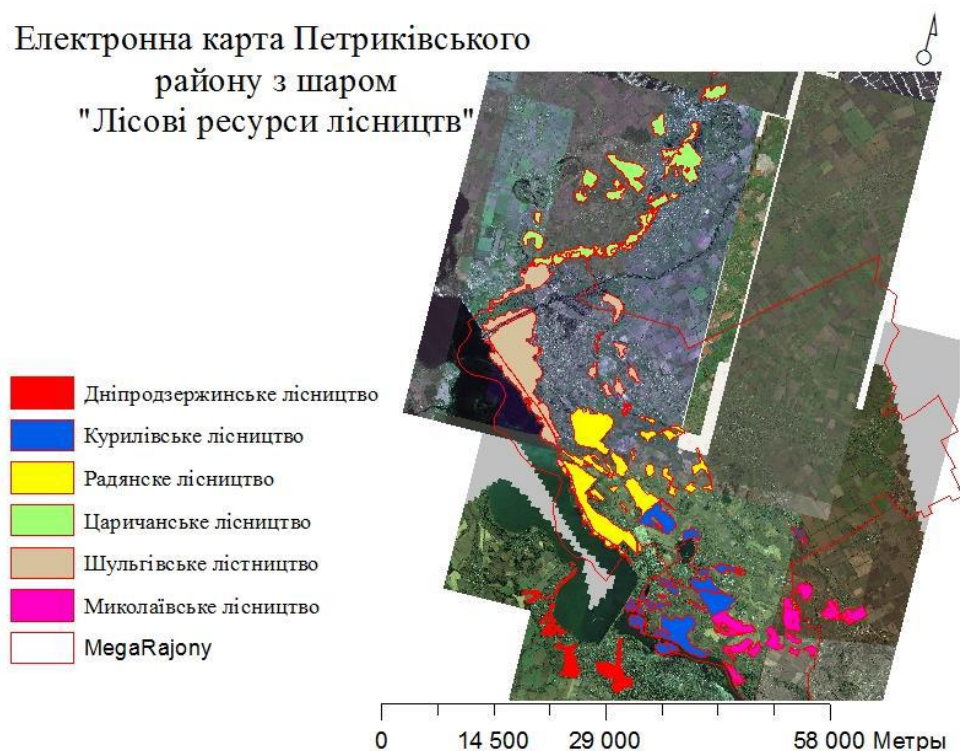 Електронна карта Петриківського
району з шаром
"Лісові ресурси лісництв"
Дніпродзержинське лісництво
Курилівське лісництво
Радянске лісництво
Царичанське лісництво
Шульгівське лістництво
Миколаївське лісництво
MegaRajony
0 14 500 29 000 58 000 Метры